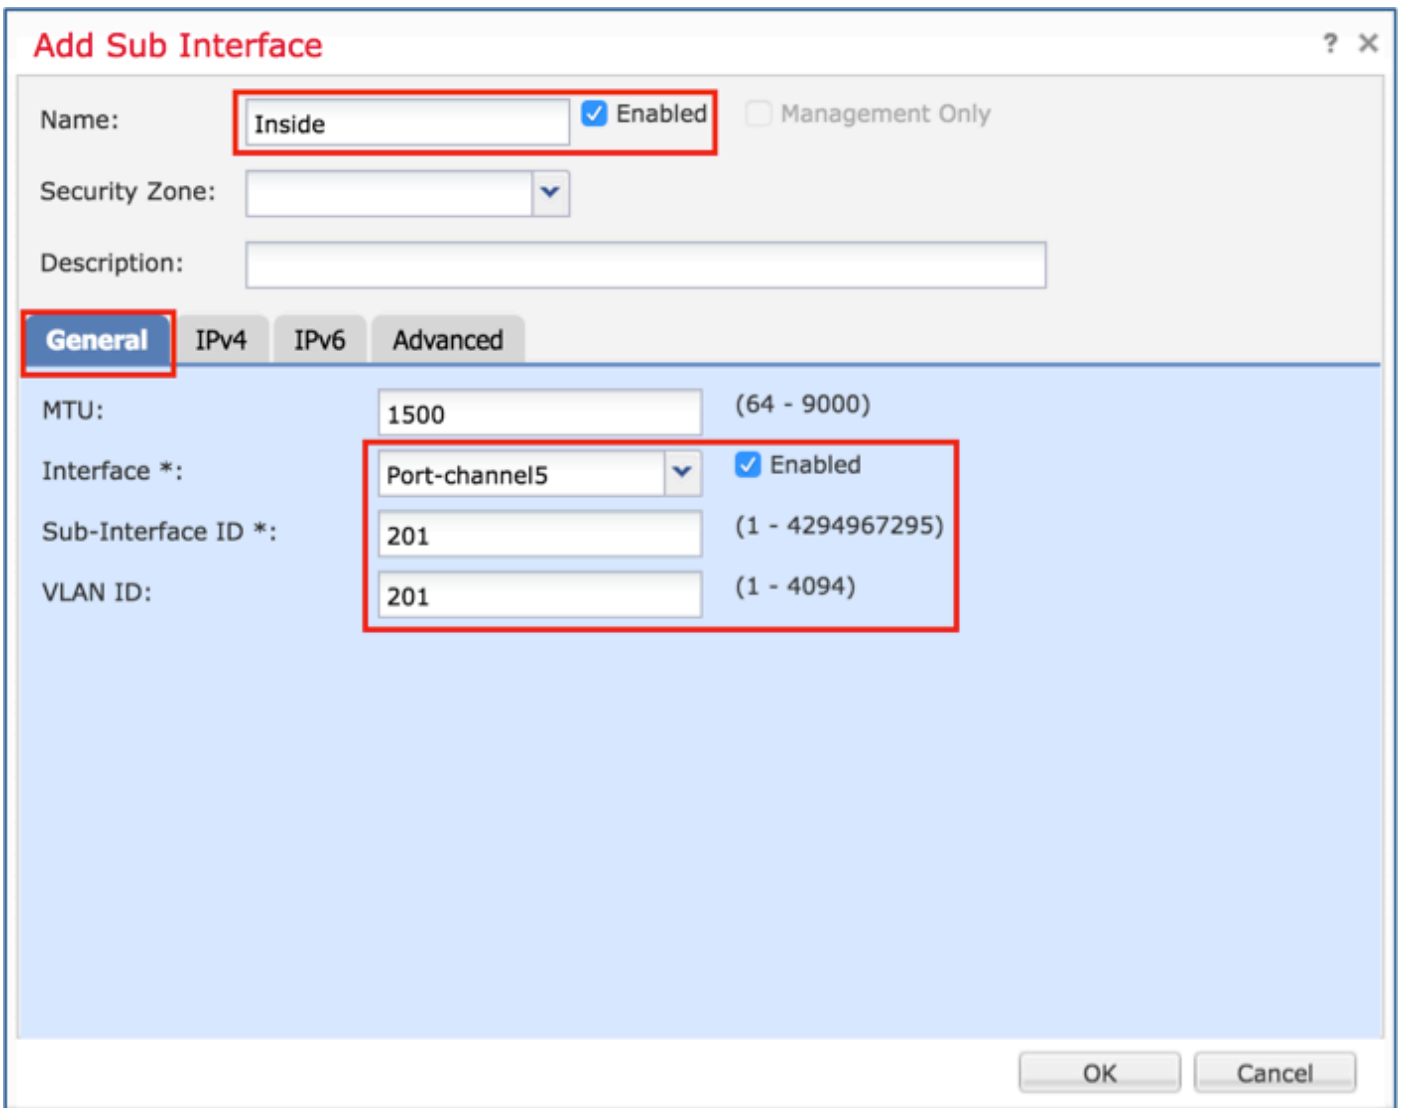 Add Sub Interface ? ×
Name: Inside Enabled Management Only
Security Zone:
Description:
General IPv4 IPv6 Advanced
MTU: 1500 (64 - 9000)
Interface *: Port-channel5 Enabled
Sub-Interface ID *: 201 (1 - 4294967295)
VLAN ID: 201 (1 - 4094)
OK Cancel